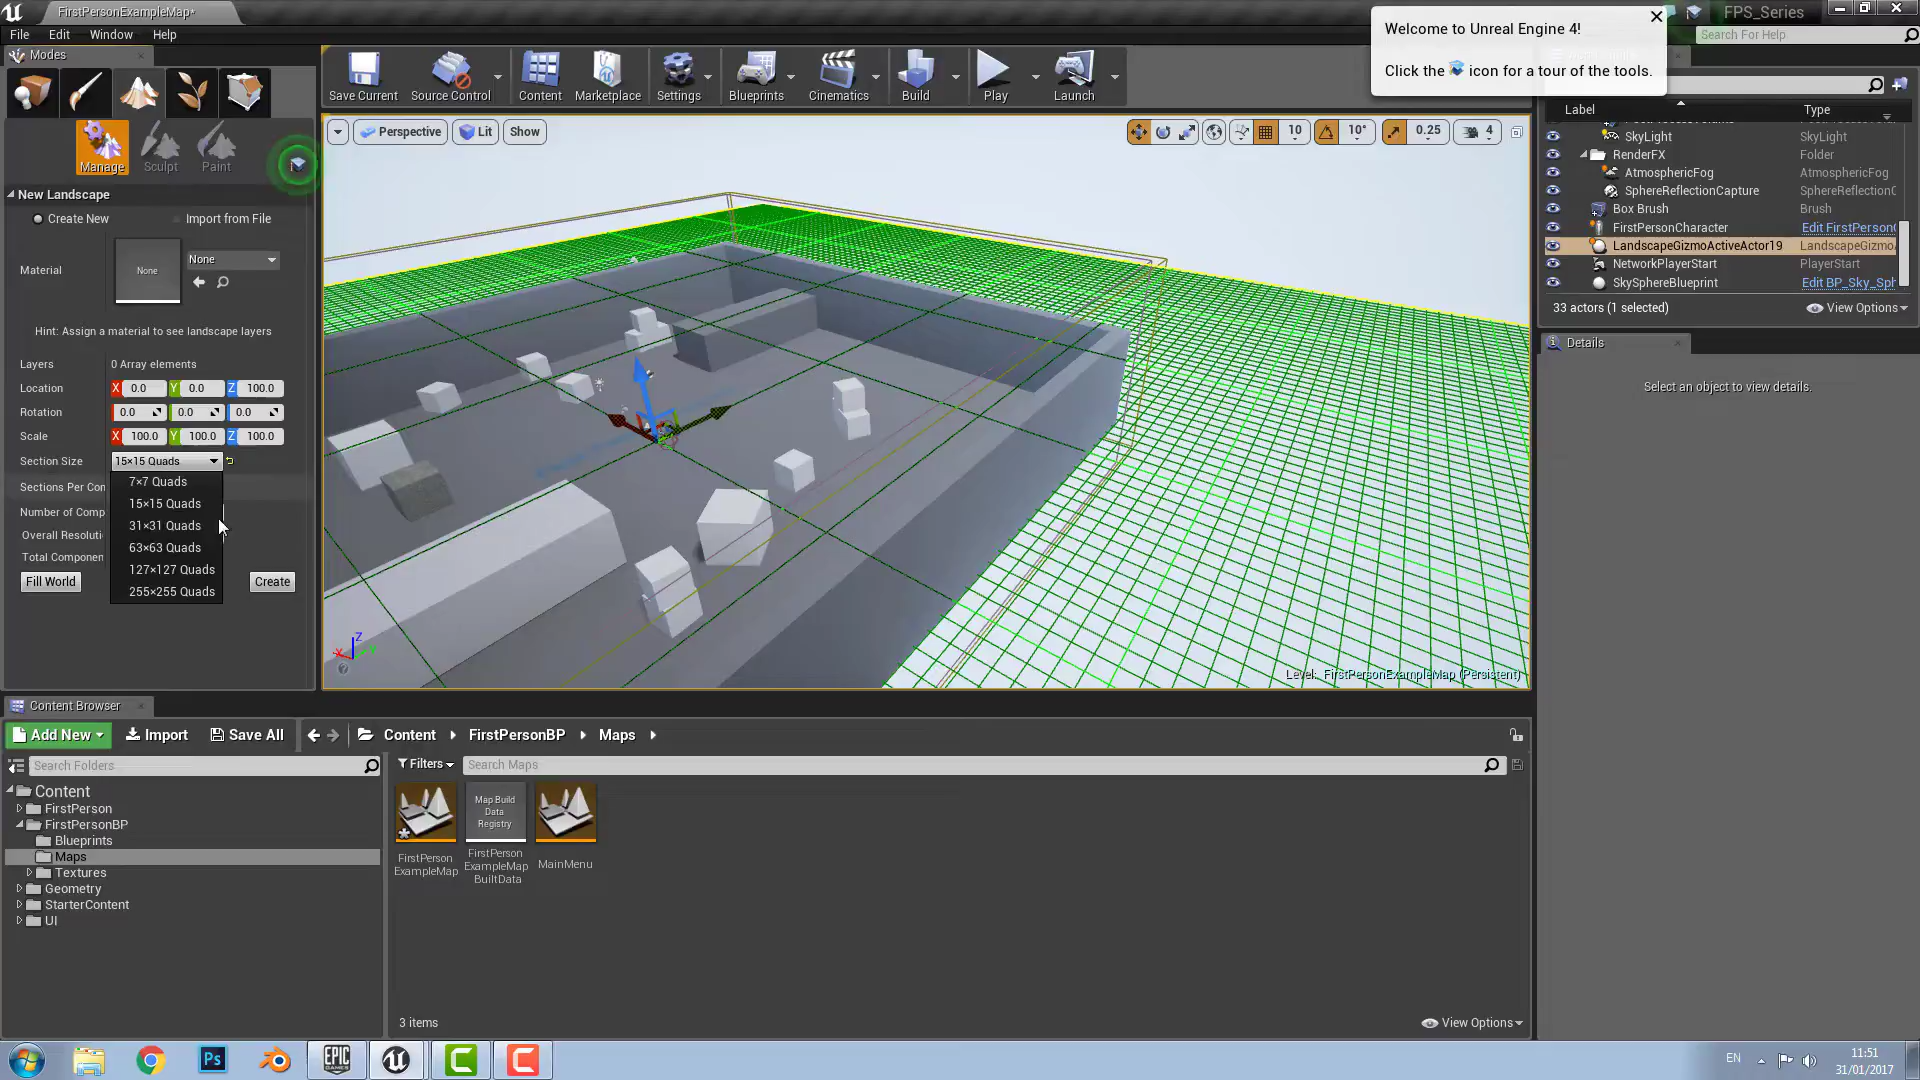 FirstPersonExampleMap*
FPS_Series
File Edit Window Help
Search For Help
Welcome to Unreal Engine 4!
Click the icon for a tour of the tools.
Modes
Save Current
Source Control
Content
Marketplace
Settings
Blueprints
Cinematics
Build
Play
Launch
Manage
Sculpt
Paint
Perspective
Lit
Show
10
10°
0.25
4
Label
Type
SkyLight
SkyLight
RenderFX
Folder
AtmosphericFog
AtmosphericFog
SphereReflectionCapture
SphereReflectionC
Box Brush
Brush
FirstPersonCharacter
Edit FirstPersonC
LandscapeGizmoActiveActor19
LandscapeGizmo
NetworkPlayerStart
PlayerStart
SkySphereBlueprint
Edit BP_Sky_Sph
33 actors (1 selected)
View Options
Details
Select an object to view details.
New Landscape
Create New
Import from File
Material
None
None
Hint: Assign a material to see landscape layers
Layers
0 Array elements
Location
X 0.0 Y 0.0 Z 100.0
Rotation
0.0 0.0 0.0
Scale
X 100.0 Y 100.0 Z 100.0
Section Size
15×15 Quads
7×7 Quads
15×15 Quads
31×31 Quads
63×63 Quads
127×127 Quads
255×255 Quads
Sections Per Con
Number of Comp
Overall Resoluti
Total Component
Fill World
Create
Z
X
Level: FirstPersonExampleMap (Persistent)
Content Browser
Add New
Import
Save All
Content
FirstPersonBP
Maps
Search Folders
Filters
Search Maps
Content
FirstPerson
FirstPersonBP
Blueprints
Maps
Textures
Geometry
StarterContent
UI
Map Build
Data
Registry
FirstPerson
ExampleMap
FirstPerson
ExampleMap
BuiltData
MainMenu
3 items
View Options
Ps
EPIC
GAMES
EN
11:51
31/01/2017